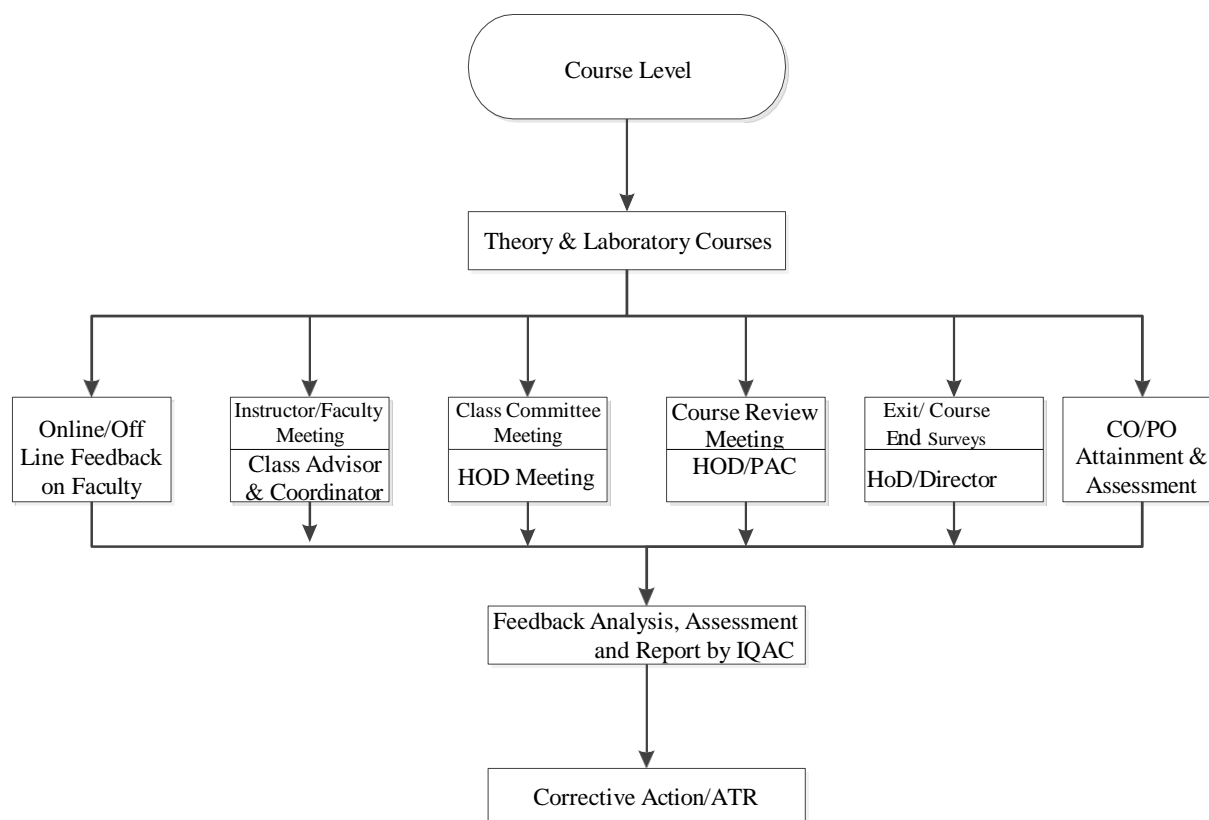 Course Level
Theory & Laboratory Courses
Online/Off
Line Feedback
on Faculty
Instructor/Faculty
Meeting
Class Advisor
& Coordinator
Class Committee
Meeting
HOD Meeting
Course Review
Meeting
HOD/PAC
Exit/ Course
End Surveys
HoD/Director
CO/PO
Attainment &
Assessment
Feedback Analysis, Assessment
and Report by IQAC
Corrective Action/ATR